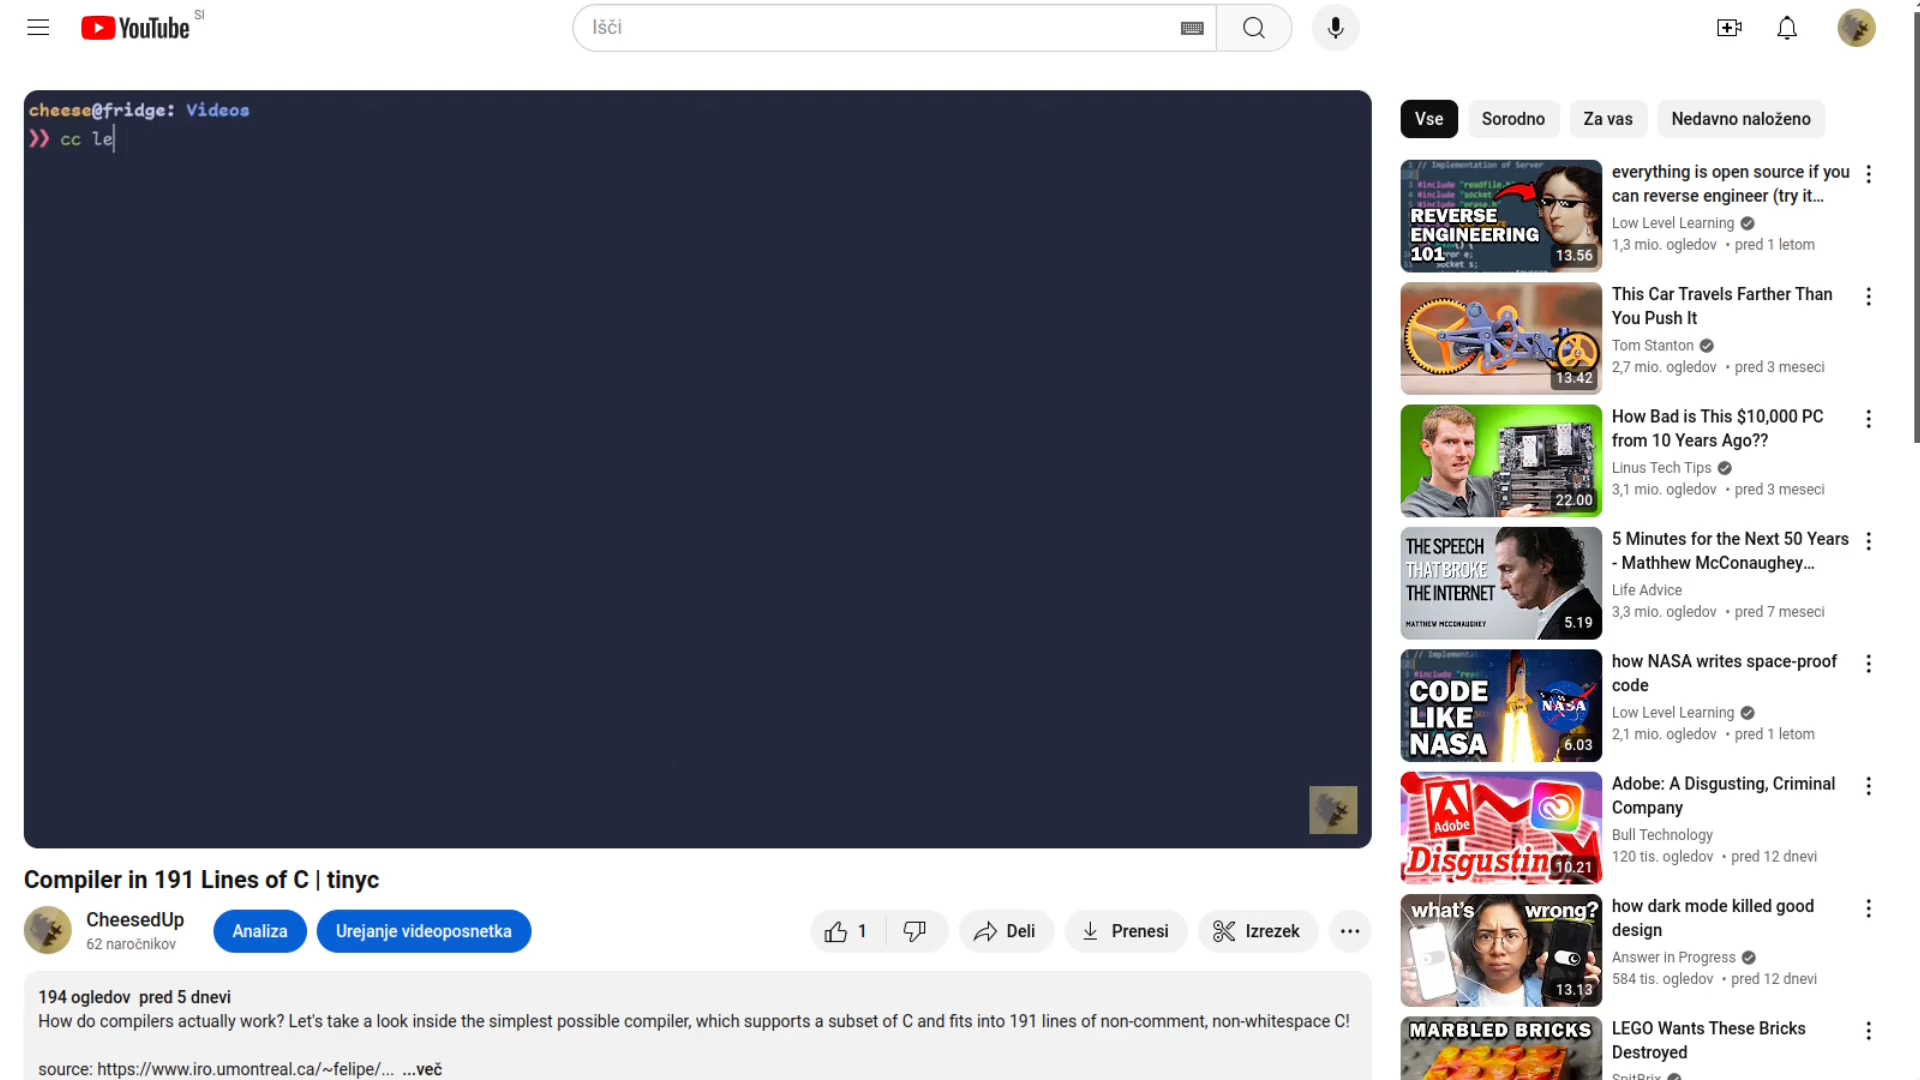 YouTube SI
Išči
cheese@fridge: Videos
❯❯ cc le
Compiler in 191 Lines of C | tinyc
CheesedUp
62 naročnikov
Analiza
Urejanje videoposnetka
1
Deli
Prenesi
Izrezek
194 ogledov pred 5 dnevi
How do compilers actually work? Let's take a look inside the simplest possible compiler, which supports a subset of C and fits into 191 lines of non-comment, non-whitespace C!
source: https://www.iro.umontreal.ca/~felipe/... ...več
Vse
Sorodno
Za vas
Nedavno naloženo
REVERSE
ENGINEERING
101
13.56
everything is open source if you
can reverse engineer (try it...
Low Level Learning
1,3 mio. ogledov • pred 1 letom
13.42
This Car Travels Farther Than
You Push It
Tom Stanton
2,7 mio. ogledov • pred 3 meseci
22.00
How Bad is This $10,000 PC
from 10 Years Ago??
Linus Tech Tips
3,1 mio. ogledov • pred 3 meseci
THE SPEECH
THAT BROKE
THE INTERNET
MATTHEW MCCONAUGHEY
5.19
5 Minutes for the Next 50 Years
- Mathhew McConaughey...
Life Advice
3,3 mio. ogledov • pred 7 meseci
CODE
LIKE
NASA
NASA
6.03
how NASA writes space-proof
code
Low Level Learning
2,1 mio. ogledov • pred 1 letom
Adobe
Disgusting
10.21
Adobe: A Disgusting, Criminal
Company
Bull Technology
120 tis. ogledov • pred 12 dnevi
what's wrong?
13.13
how dark mode killed good
design
Answer in Progress
584 tis. ogledov • pred 12 dnevi
MARBLED BRICKS
LEGO Wants These Bricks
Destroyed
SpitBrix